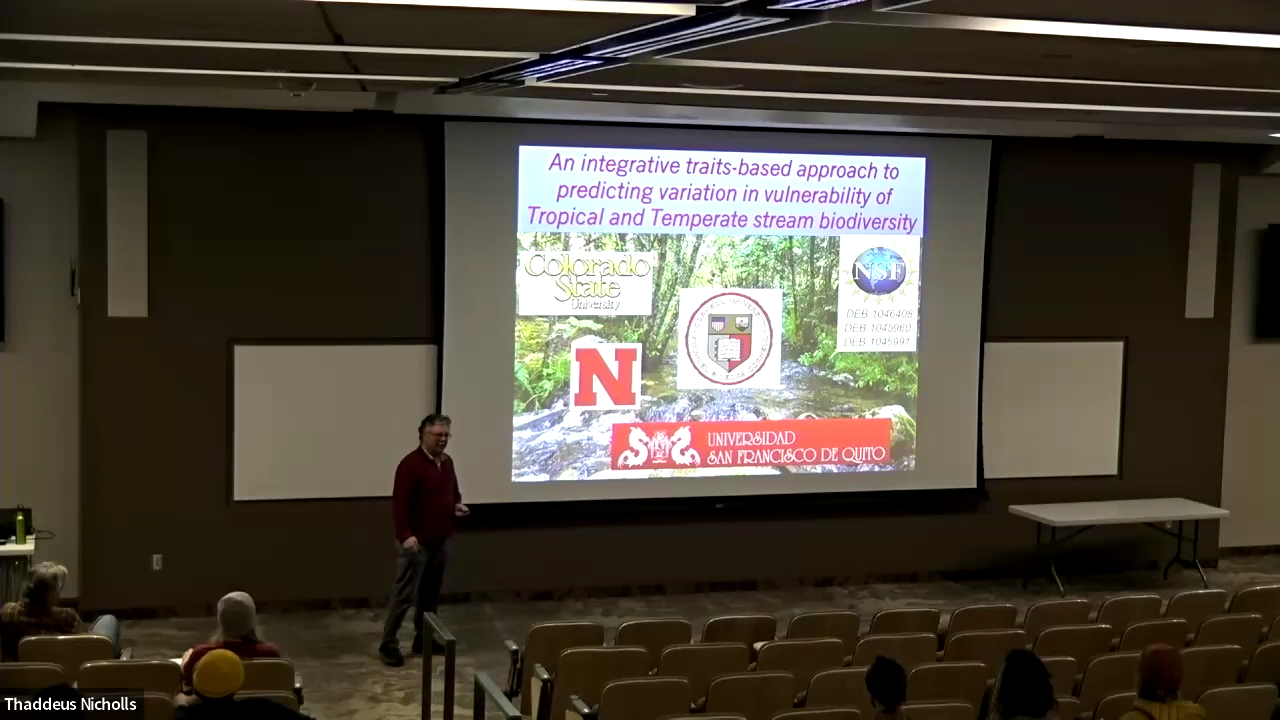 An integrative traits-based approach to
predicting variation in vulnerability of
Tropical and Temperate stream biodiversity
Colorado
State
University
NSF
DEB 1046408
DEB 1045960
DEB 1045991
N
UNIVERSIDAD
SAN FRANCISCO DE QUITO
Thaddeus Nicholls